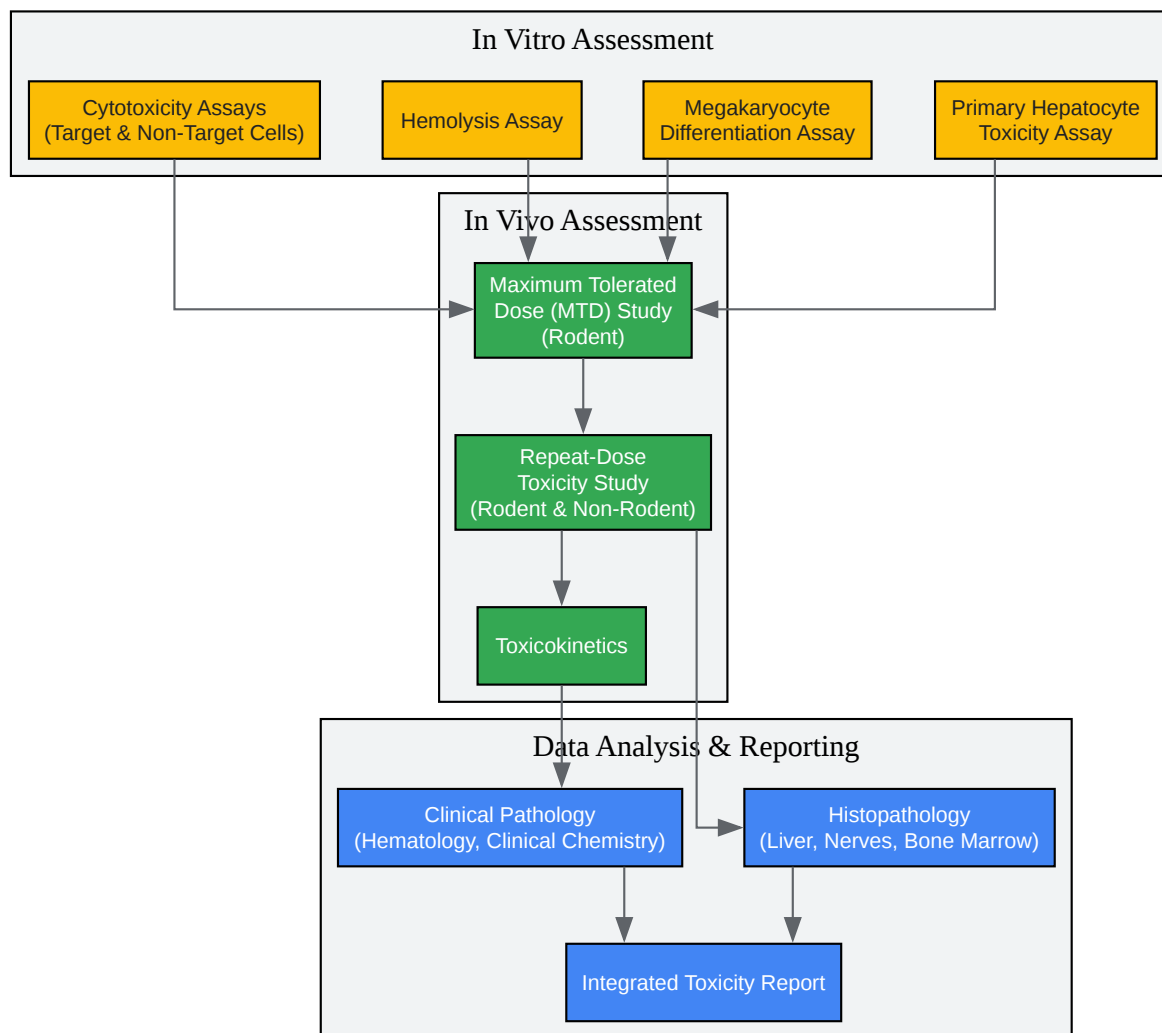 In Vitro Assessment
Cytotoxicity Assays
(Target & Non-Target Cells)
Hemolysis Assay
Megakaryocyte
Differentiation Assay
Primary Hepatocyte
Toxicity Assay
In Vivo Assessment
Maximum Tolerated
Dose (MTD) Study
(Rodent)
Repeat-Dose
Toxicity Study
(Rodent & Non-Rodent)
Toxicokinetics
Data Analysis & Reporting
Clinical Pathology
(Hematology, Clinical Chemistry)
Histopathology
(Liver, Nerves, Bone Marrow)
Integrated Toxicity Report